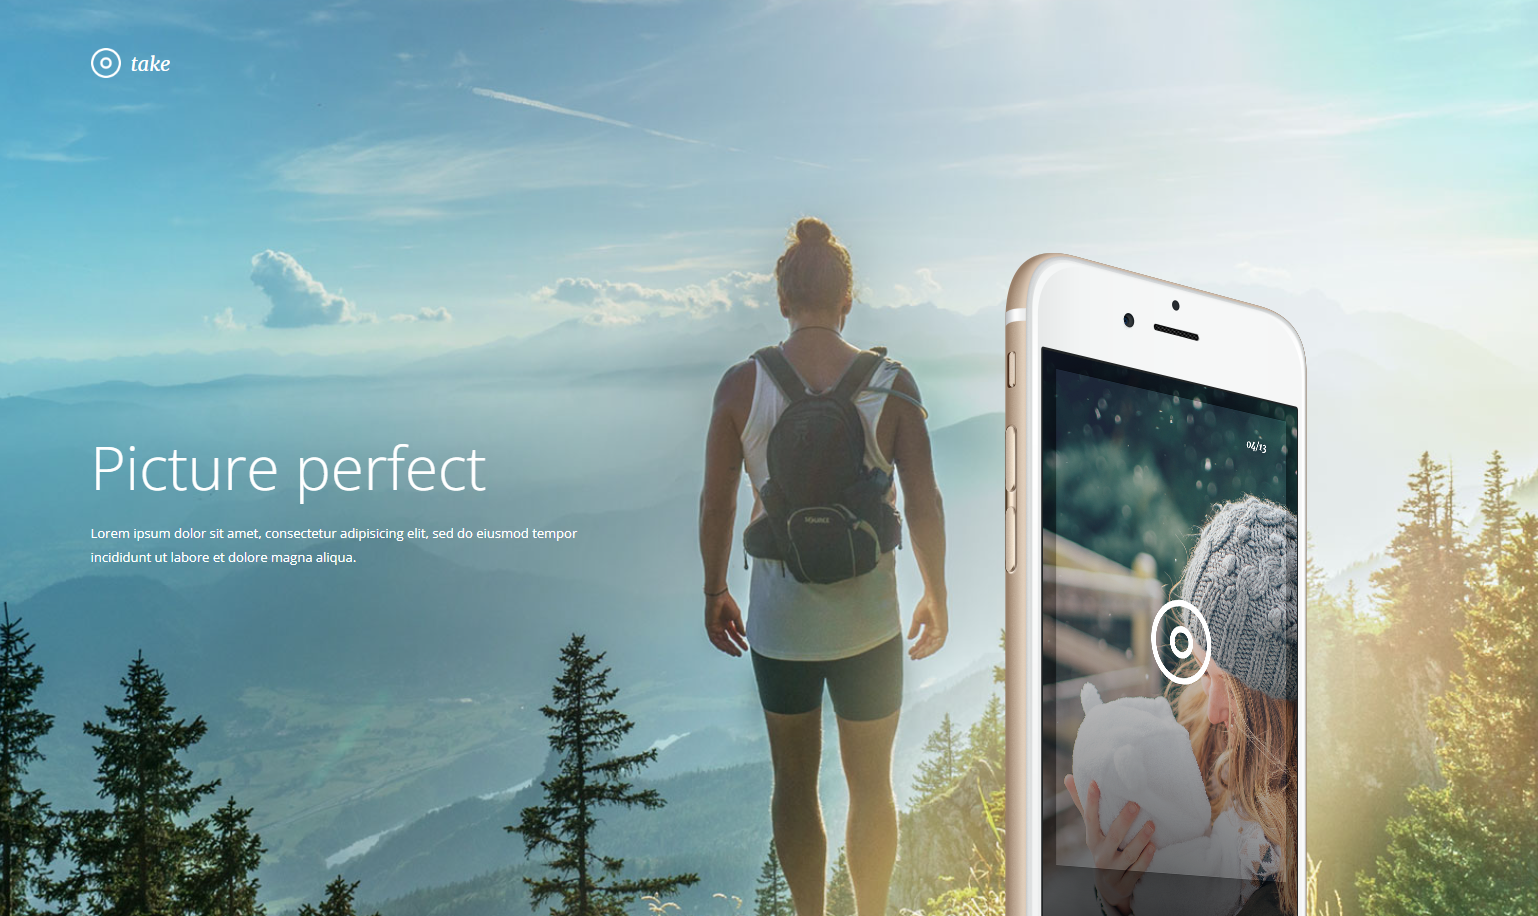 take
04/13
Picture perfect
Lorem ipsum dolor sit amet, consectetur adipisicing elit, sed do eiusmod tempor
incididunt ut labore et dolore magna aliqua.